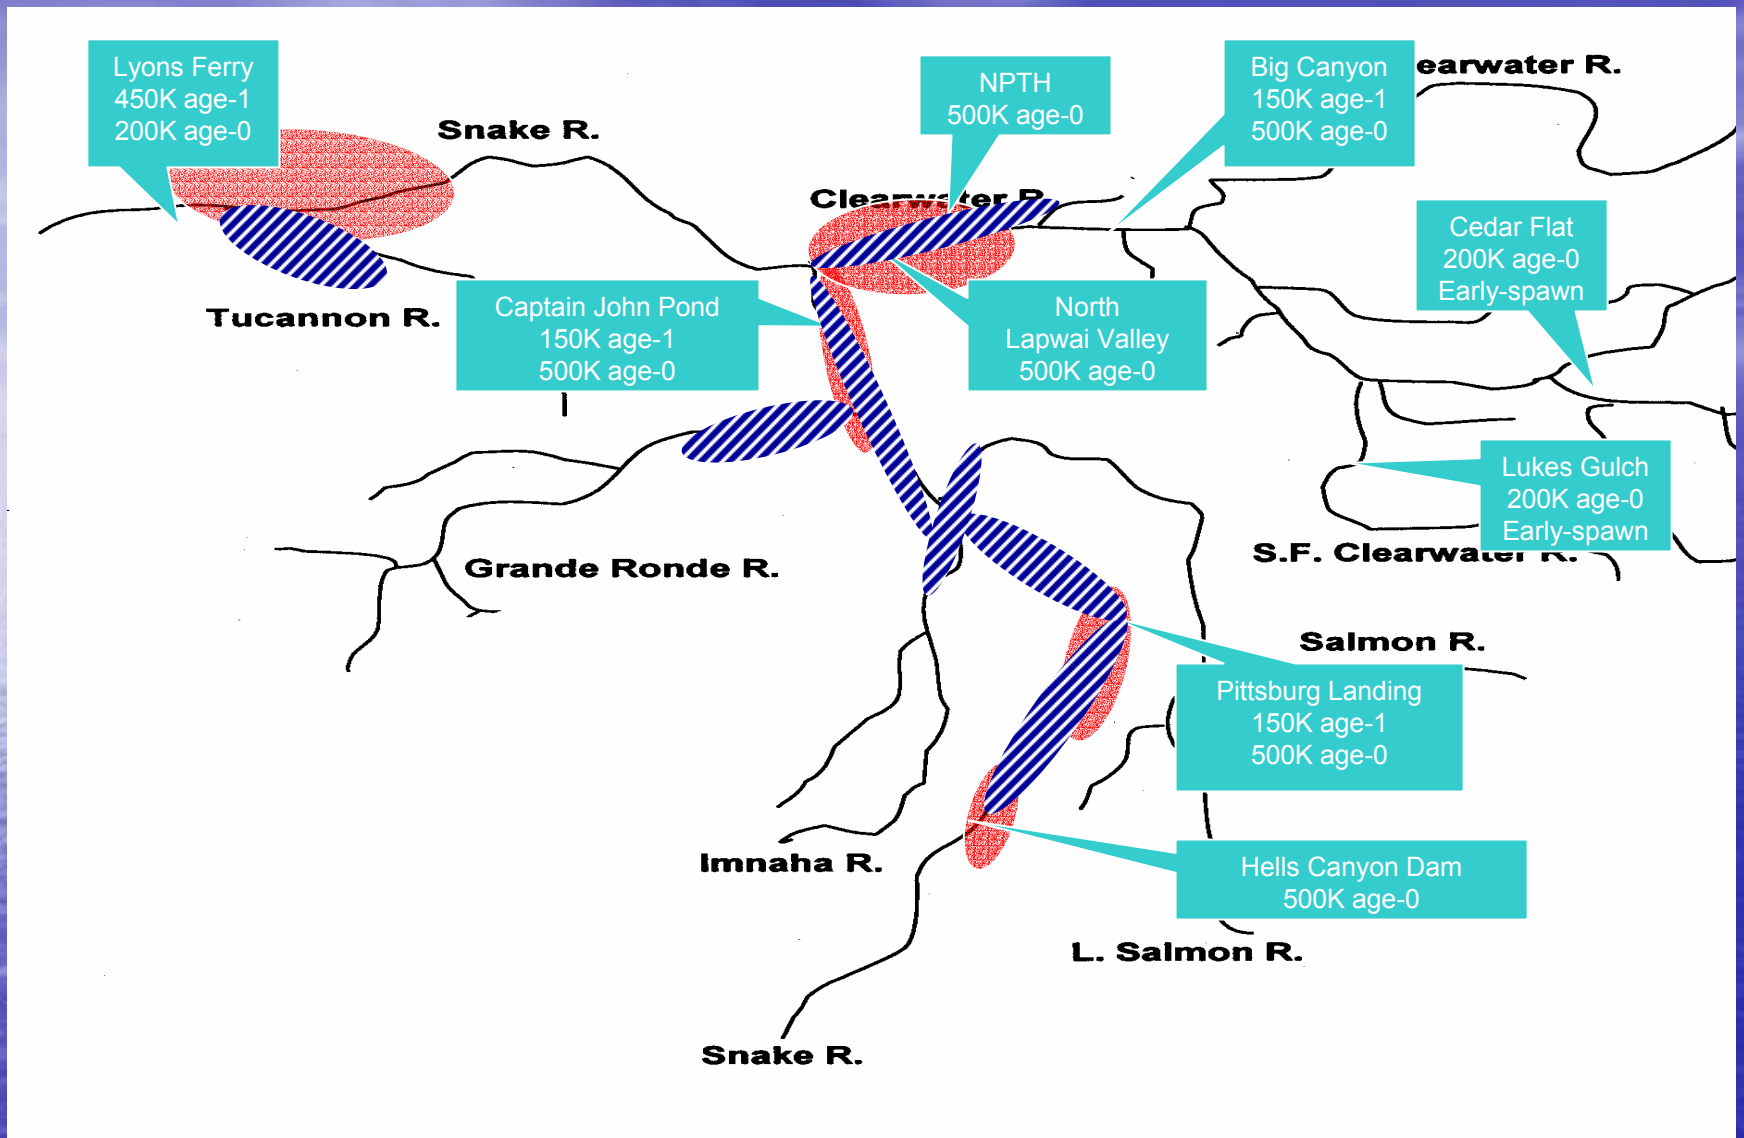 Lyons Ferry
450K age-1
200K age-0
Snake R.
NPTH
500K age-0
Big Canyon
150K age-1
500K age-0
earwater R.
Clearwater R.
Cedar Flat
200K age-0
Early-spawn
Tucannon R.
Captain John Pond
150K age-1
500K age-0
North
Lapwai Valley
500K age-0
Lukes Gulch
200K age-0
Early-spawn
Grande Ronde R.
S.F. Clearwater R.
Salmon R.
Pittsburg Landing
150K age-1
500K age-0
Imnaha R.
Hells Canyon Dam
500K age-0
L. Salmon R.
Snake R.